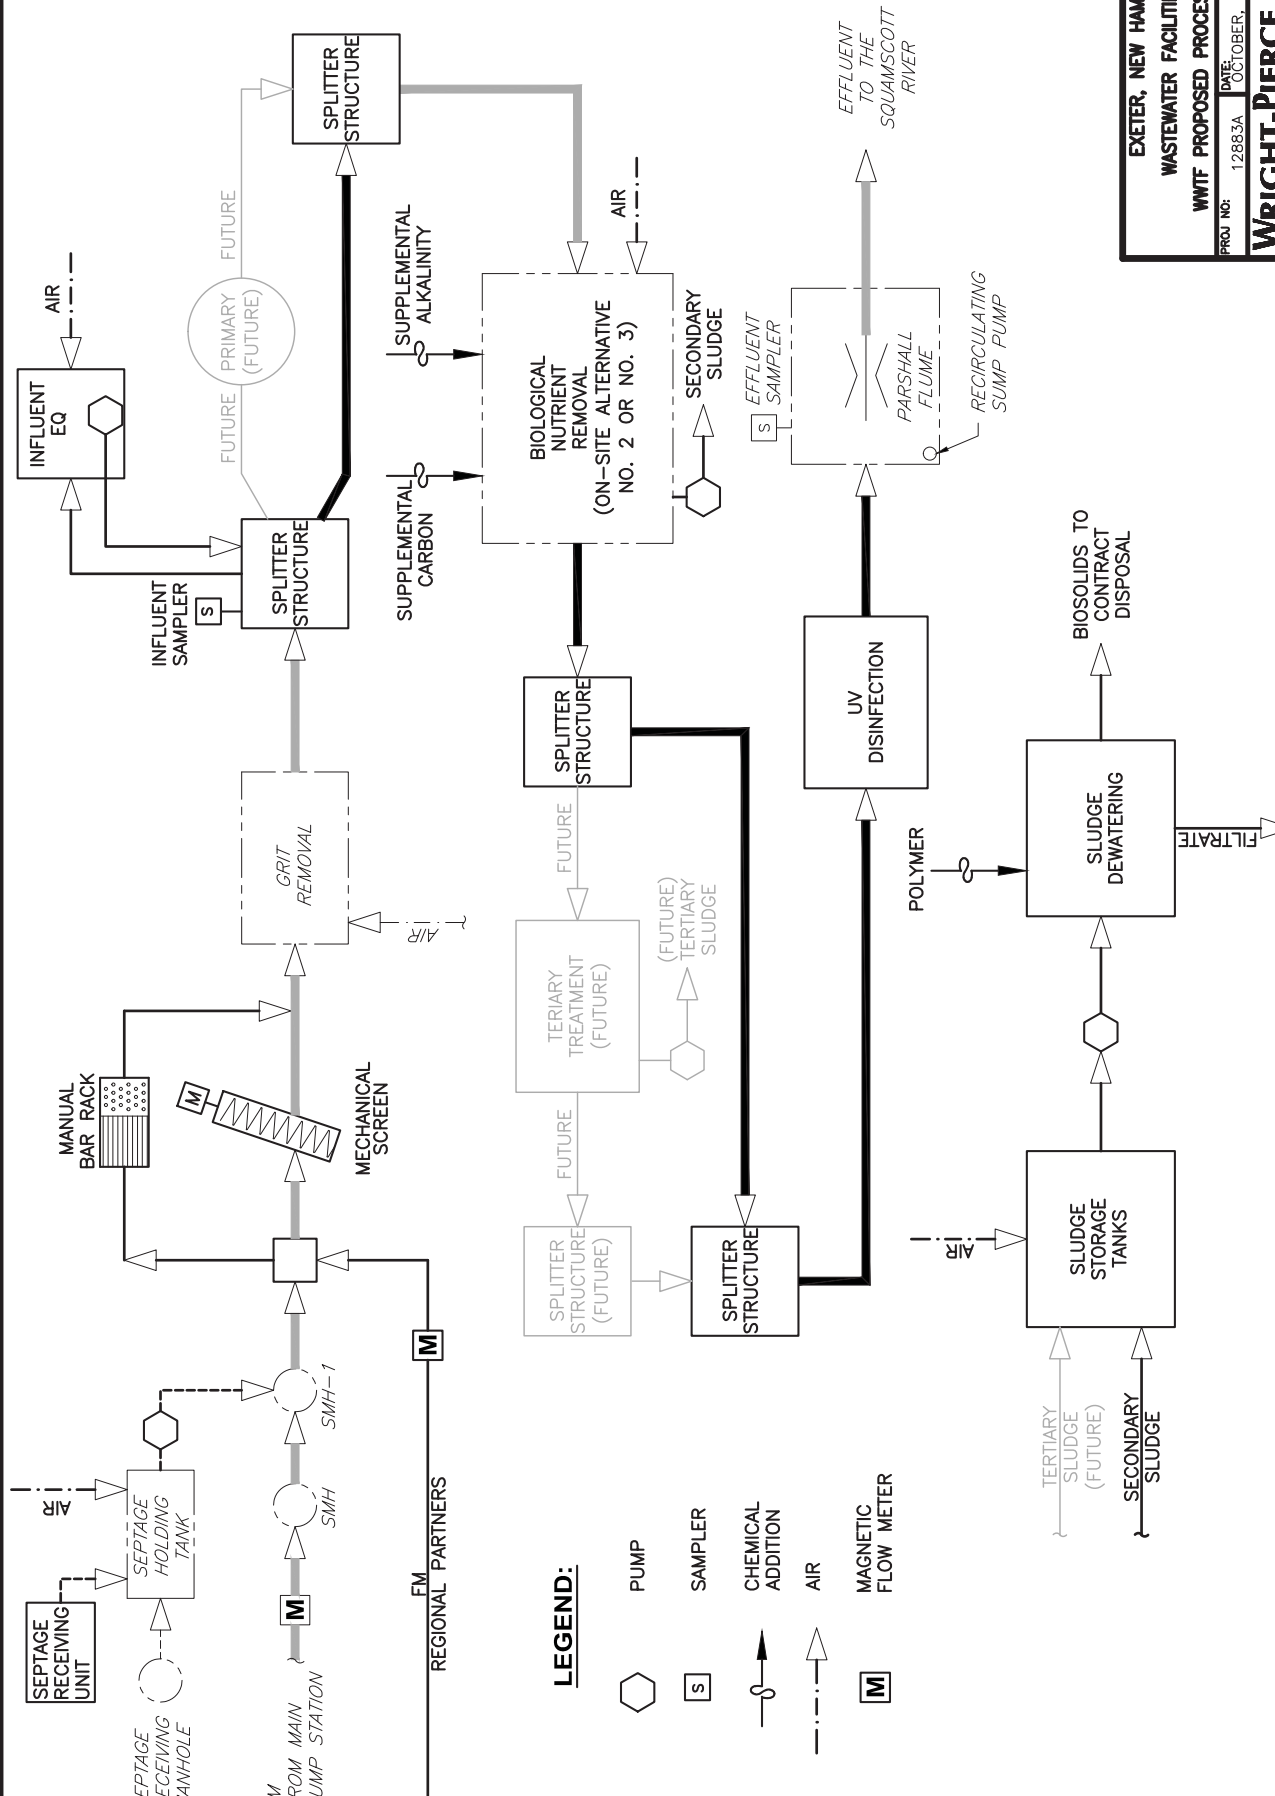 SEPTAGE
RECEIVING
UNIT
AIR
SEPTAGE
HOLDING
TANK
EPTAGE
ECEIVING
ANHOLE
M
ROM MAIN
UMP STATION
M
SMH
SMH-1
FM
REGIONAL PARTNERS
M
MANUAL
BAR RACK
M
MECHANICAL
SCREEN
GRIT
REMOVAL
AIR
INFLUENT
SAMPLER
S
SPLITTER
STRUCTURE
INFLUENT
EQ
AIR
FUTURE
PRIMARY
(FUTURE)
FUTURE
SPLITTER
STRUCTURE
SUPPLEMENTAL
CARBON
SUPPLEMENTAL
ALKALINITY
BIOLOGICAL
NUTRIENT
REMOVAL
(ON-SITE ALTERNATIVE
NO. 2 OR NO. 3)
AIR
SECONDARY
SLUDGE
SPLITTER
STRUCTURE
FUTURE
TERIARY
TREATMENT
(FUTURE)
(FUTURE)
TERTIARY
SLUDGE
FUTURE
SPLITTER
STRUCTURE
(FUTURE)
SPLITTER
STRUCTURE
UV
DISINFECTION
EFFLUENT
SAMPLER
S
PARSHALL
FLUME
RECIRCULATING
SUMP PUMP
EFFLUENT
TO THE
SQUAMSCOTT
RIVER
TERTIARY
SLUDGE
(FUTURE)
SECONDARY
SLUDGE
AIR
SLUDGE
STORAGE
TANKS
POLYMER
SLUDGE
DEWATERING
FILTRATE
BIOSOLIDS TO
CONTRACT
DISPOSAL
LEGEND:
PUMP
S
SAMPLER
CHEMICAL
ADDITION
AIR
M
MAGNETIC
FLOW METER
EXETER, NEW HAM
WASTEWATER FACILITI
WWTF PROPOSED PROCES
PROJ NO:
12883A
DATE:
OCTOBER,
WRIGHT-PIERCE